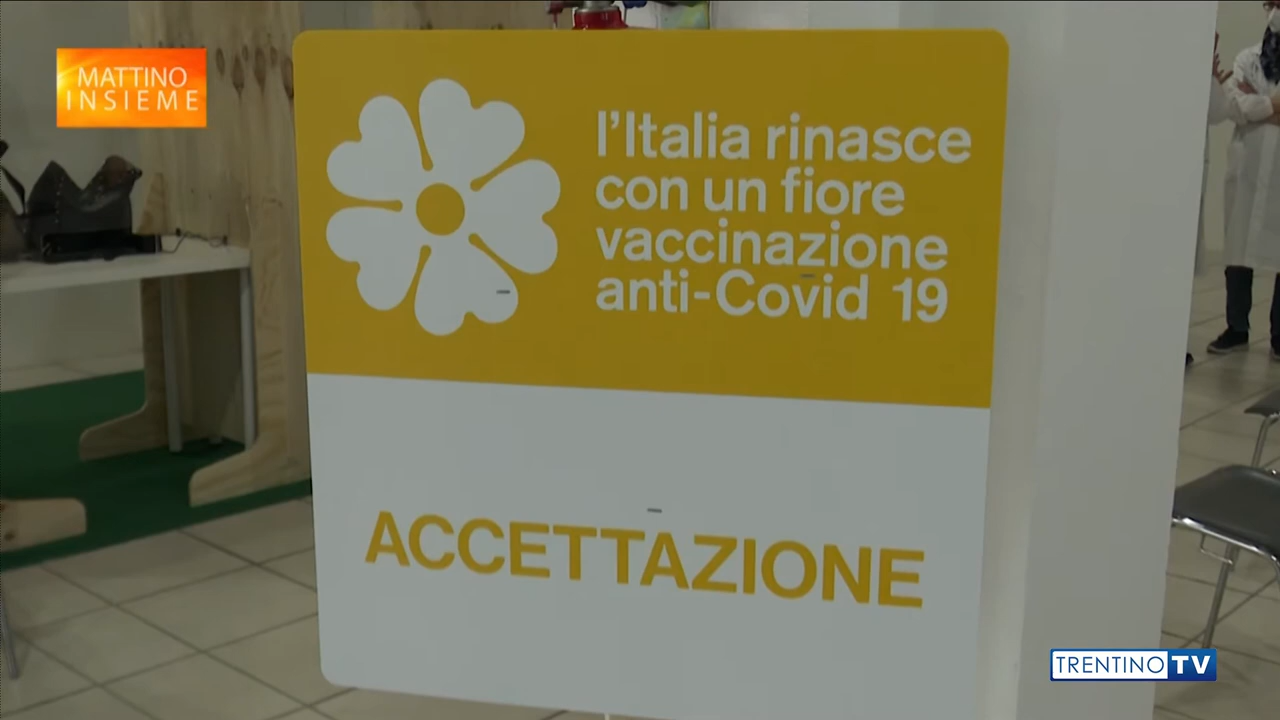 MATTINO
INSIEME
l'Italia rinasce
con un fiore
vaccinazione
anti-Covid 19
ACCETTAZIONE
TRENTINO TV